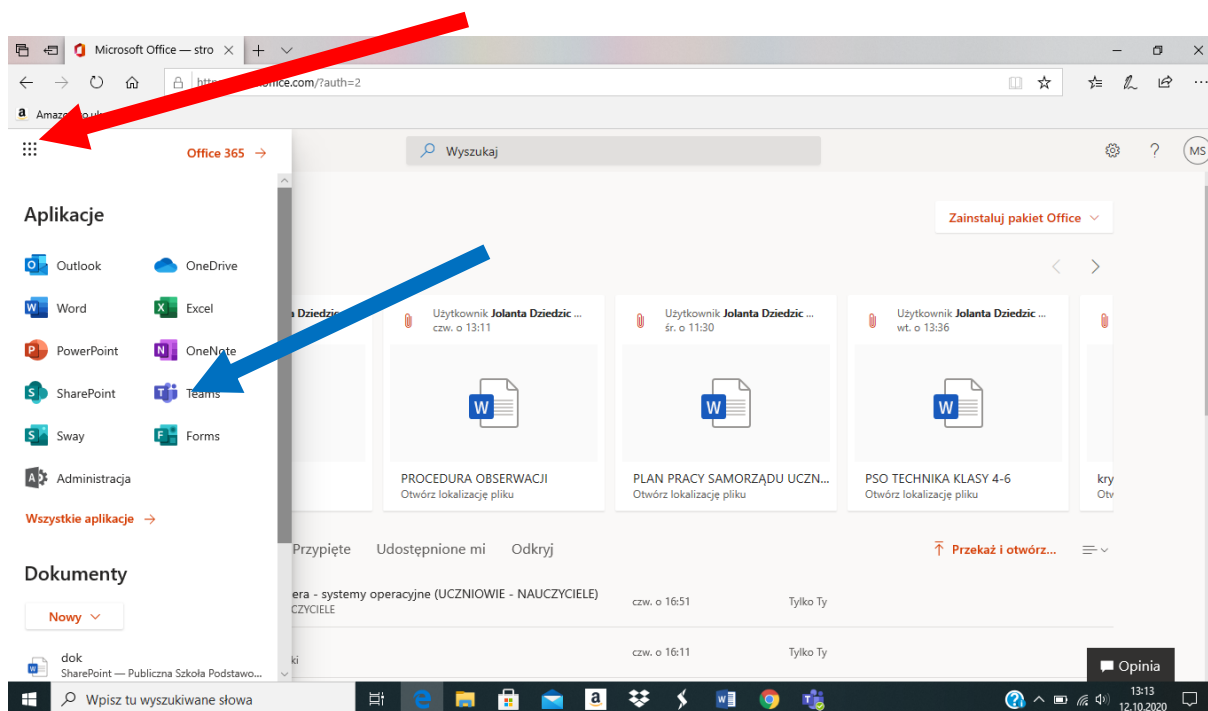 Microsoft Office — stro
office.com/?auth=2
Office 365 →
Wyszukaj
MS
Aplikacje
Zainstaluj pakiet Office
Outlook
OneDrive
Word
Excel
PowerPoint
OneNote
SharePoint
Teams
Sway
Forms
Administracja
Wszystkie aplikacje →
Dziedzic
Użytkownik Jolanta Dziedzic ...
czw. o 13:11
Użytkownik Jolanta Dziedzic ...
śr. o 11:30
Użytkownik Jolanta Dziedzic ...
wt. o 13:36
PROCEDURA OBSERWACJI
Otwórz lokalizację pliku
PLAN PRACY SAMORZĄDU UCZN...
Otwórz lokalizację pliku
PSO TECHNIKA KLASY 4-6
Otwórz lokalizację pliku
kry
Otw
Przypięte
Udostępnione mi
Odkryj
Przekaż i otwórz...
Dokumenty
Nowy
era - systemy operacyjne (UCZNIOWIE - NAUCZYCIELE)
CZYCIELE
czw. o 16:51
Tylko Ty
ki
czw. o 16:11
Tylko Ty
dok
SharePoint — Publiczna Szkoła Podstawo...
Opinia
Wpisz tu wyszukiwane słowa
13:13
12.10.2020